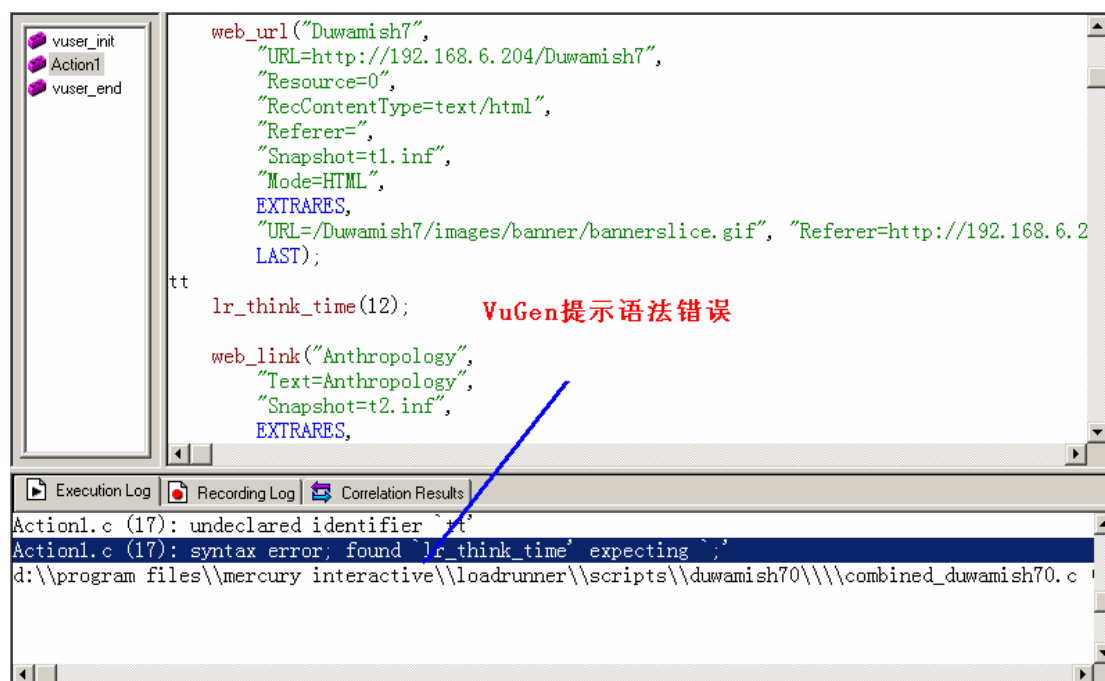 vuser_init
Action1
vuser_end
web_url("Duwamish7",
"URL=http://192.168.6.204/Duwamish7",
"Resource=0",
"RecContentType=text/html",
"Referer=",
"Snapshot=t1.inf",
"Mode=HTML",
EXTRARES,
"URL=/Duwamish7/images/banner/bannerslice.gif", "Referer=http://192.168.6.2
LAST);
tt
lr_think_time(12);
VuGen提示语法错误
web_link("Anthropology",
"Text=Anthropology",
"Snapshot=t2.inf",
EXTRARES,
Execution Log Recording Log Correlation Results
Action1.c (17): undeclared identifier `tt'
Action1.c (17): syntax error; found `lr_think_time' expecting `;'
d:\\program files\\mercury interactive\\loadrunner\\scripts\\duwamish70\\\\combined_duwamish70.c